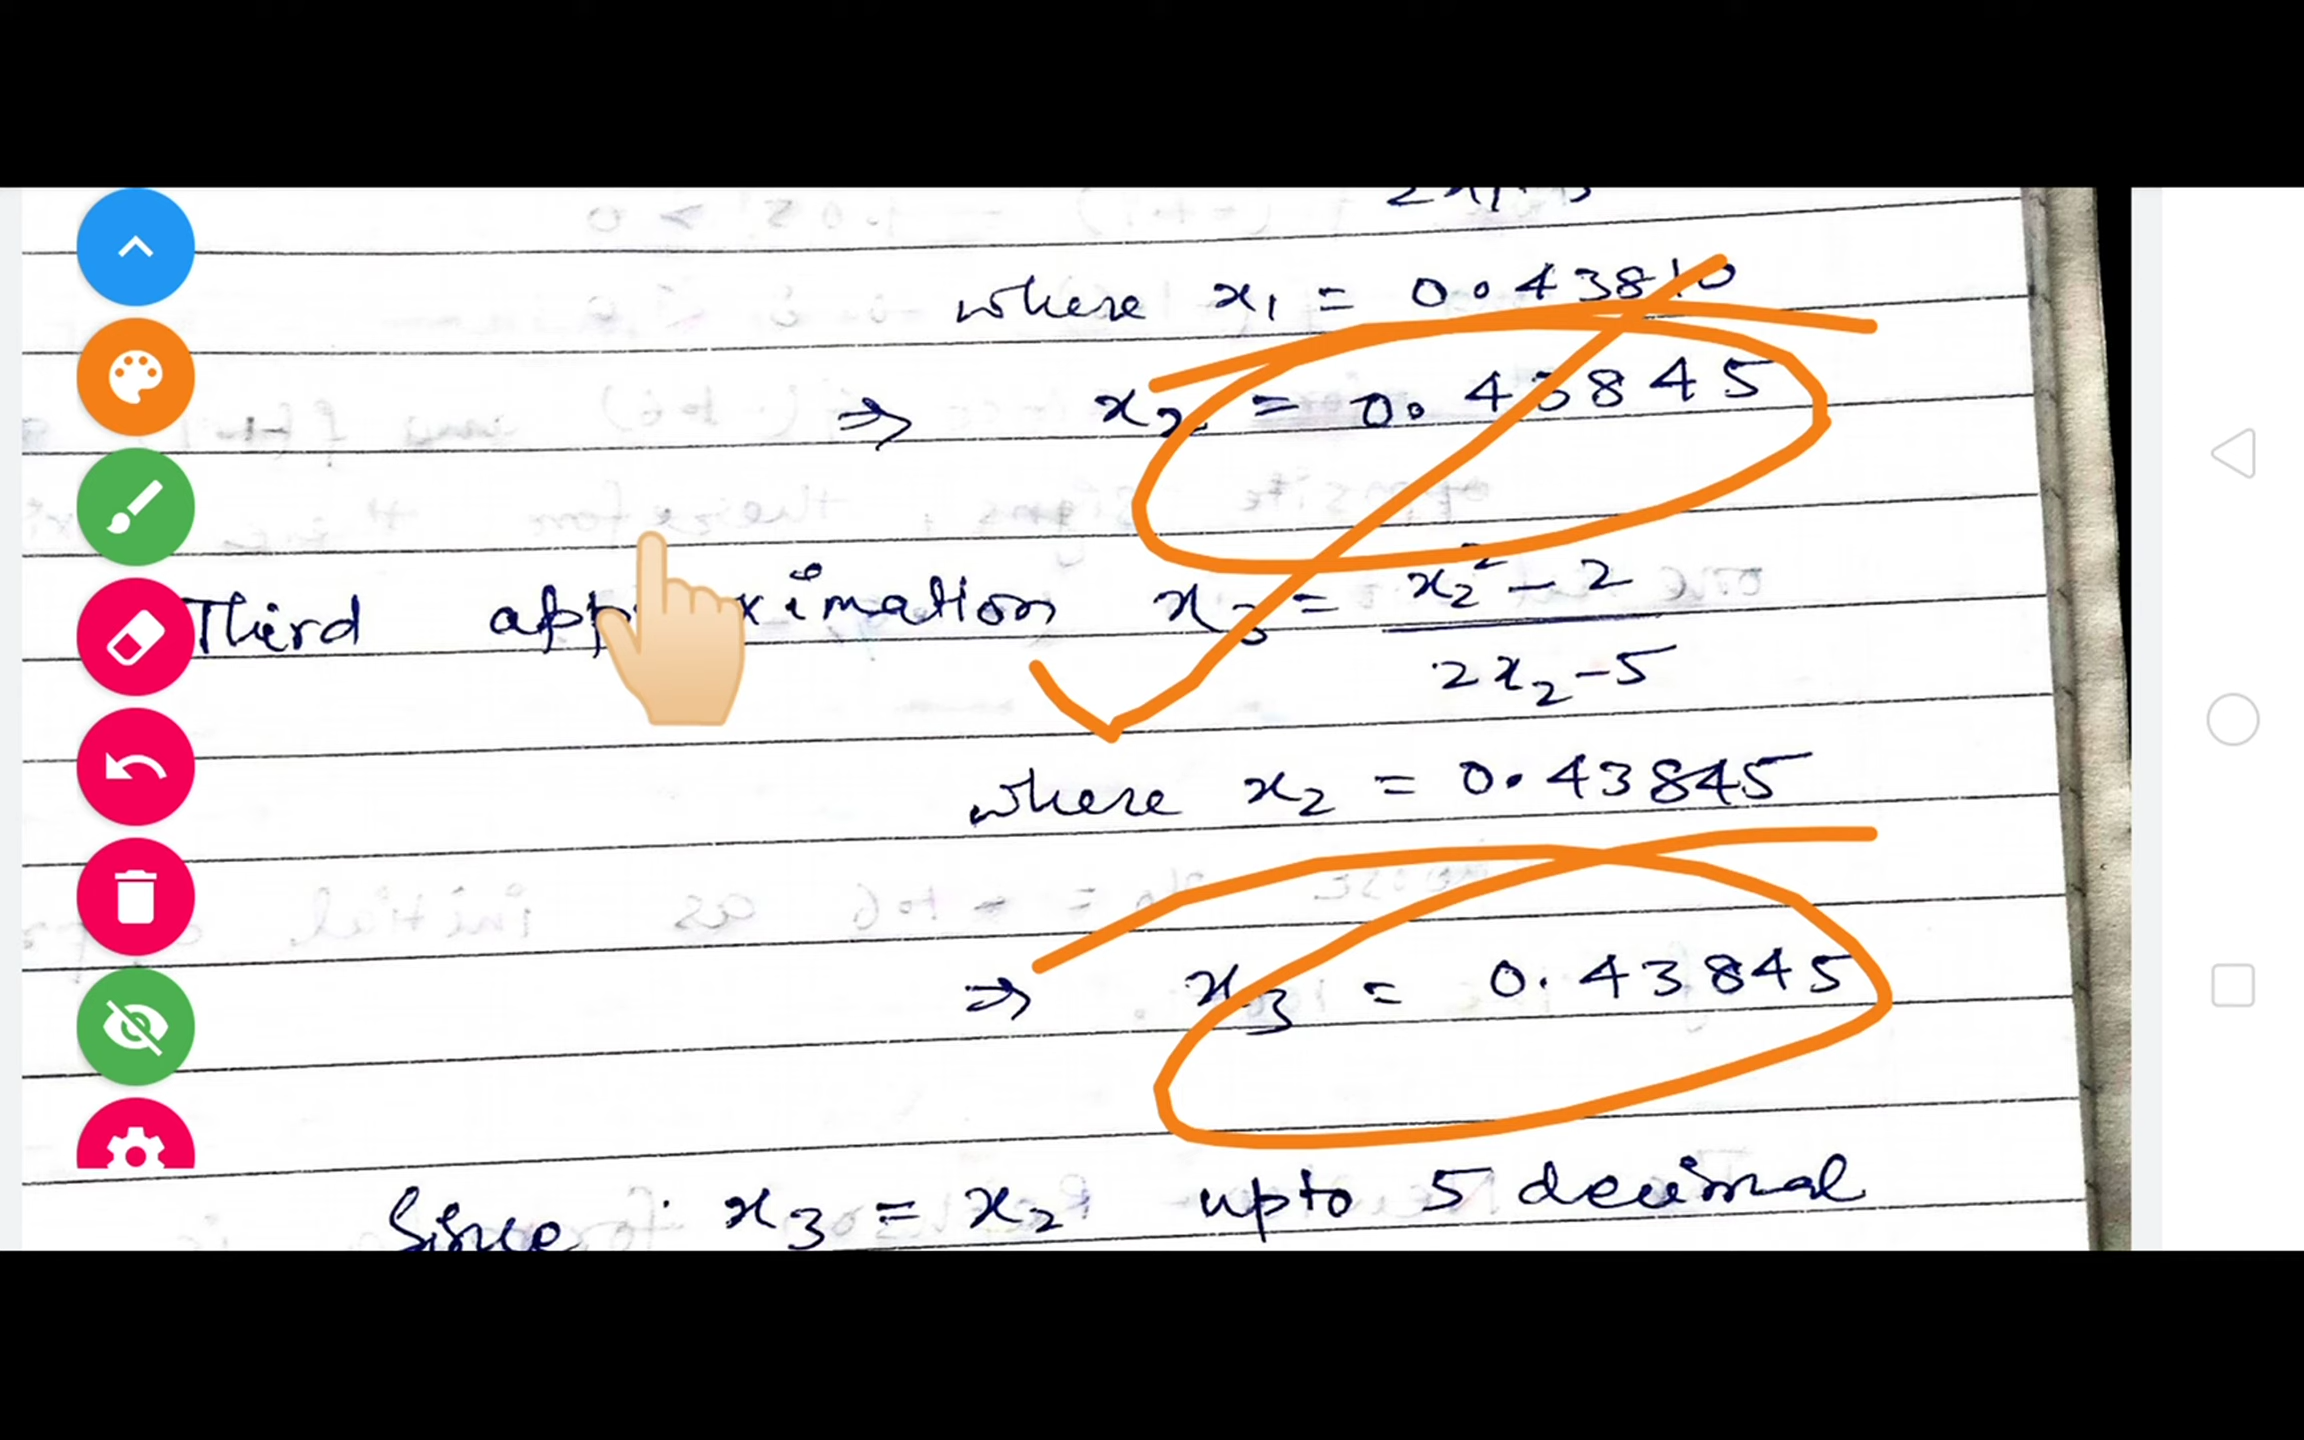 where x₁ = 0.43810
⇒ x₂ = 0.43845
Third approximation x₃ = x₂² - 2
2x₂ - 5
where x₂ = 0.43845
⇒ x₃ = 0.43845
Since x₃ = x₂ upto 5 decimal